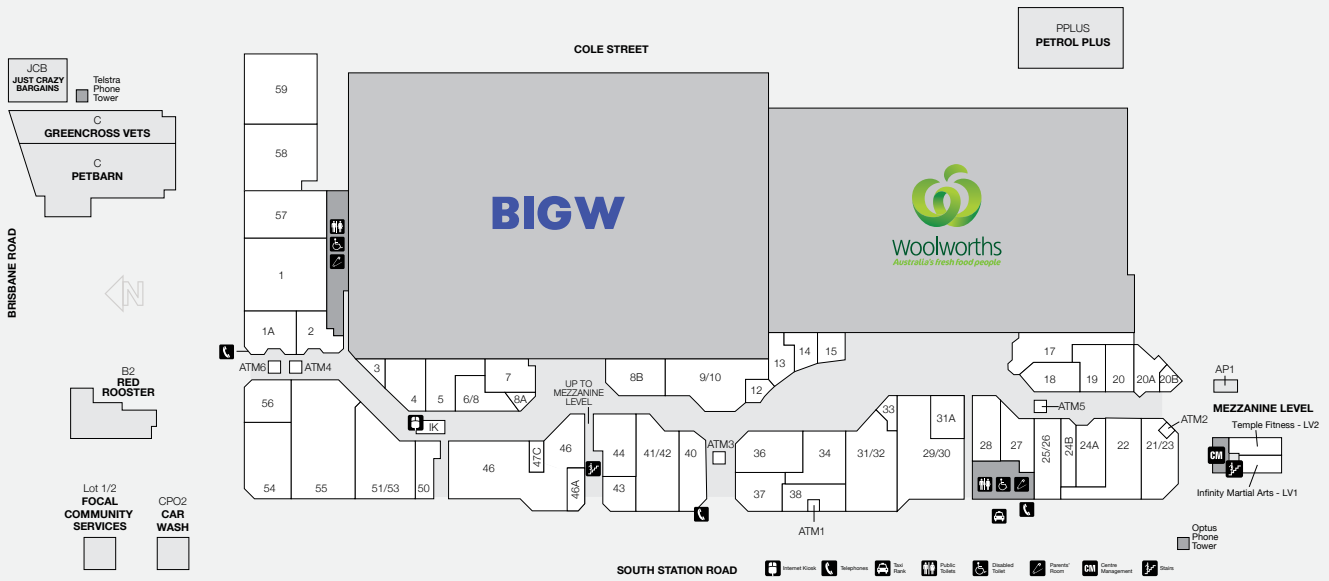 COLE STREET
PPLUS
PETROL PLUS
JCB
JUST CRAZY
BARGAINS
Telstra
Phone
Tower
C
GREENCROSS VETS
C
PETBARN
BRISBANE ROAD
N
59
58
57
1
1A
2
ATM6
ATM4
BIGW
Woolworths
Australia's fresh food people
B2
RED
ROOSTER
3
4
5
6/8
7
8A
UP TO
MEZZANINE
LEVEL
8B
9/10
12
13
14
15
17
18
19
20
20A
20B
AP1
MEZZANINE LEVEL
Temple Fitness - LV2
CM
Infinity Martial Arts - LV1
ATM5
ATM2
56
54
55
51/53
50
IK
46
47C
46
46A
44
43
41/42
40
ATM3
36
37
38
34
ATM1
31/32
33
31A
29/30
28
27
25/26
24B
24A
22
21/23
Lot 1/2
FOCAL
COMMUNITY
SERVICES
CPO2
CAR
WASH
Optus
Phone
Tower
SOUTH STATION ROAD
Internet Kiosk
Telephones
Taxi
Rank
Public
Toilets
Disabled
Toilet
Parents'
Room
CM
Centre
Management
Stairs